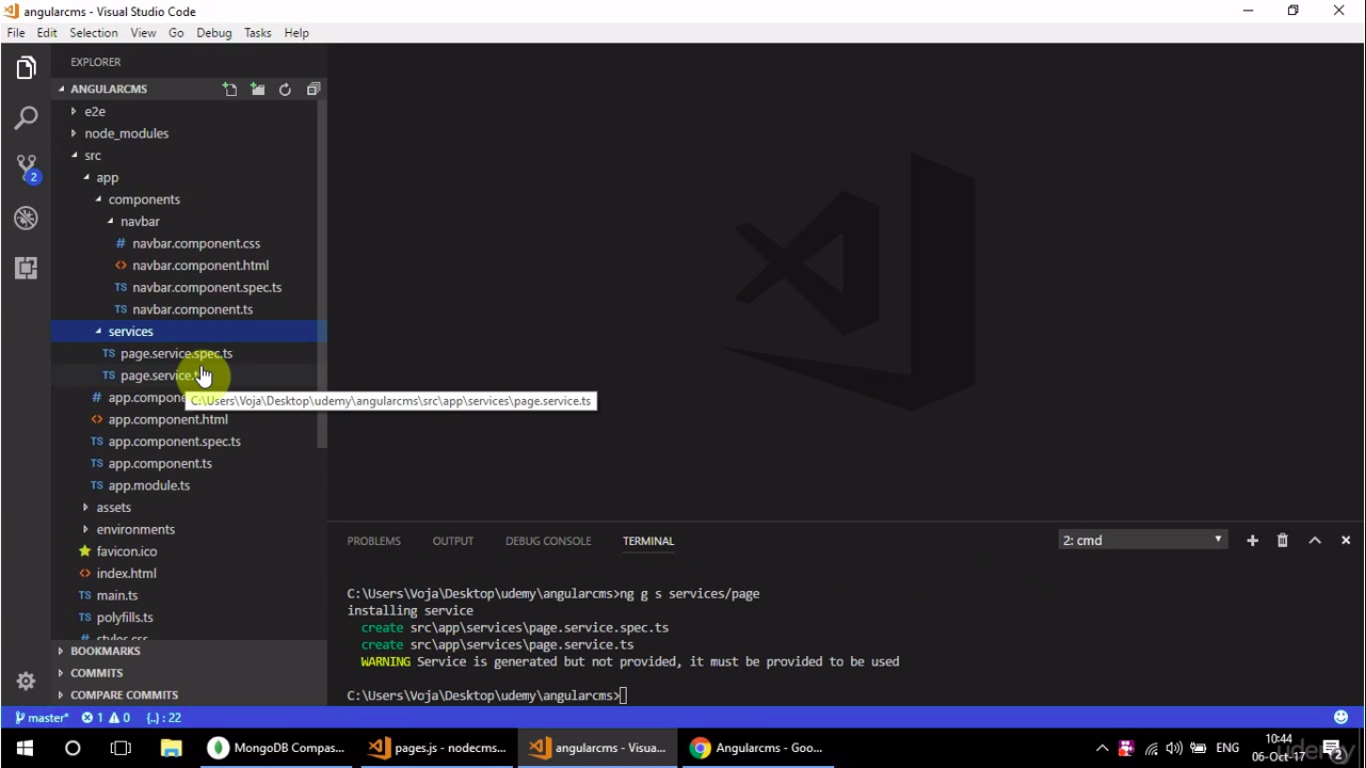 angularcms - Visual Studio Code
File Edit Selection View Go Debug Tasks Help
EXPLORER
ANGULARCMS
e2e
node_modules
src
app
components
navbar
# navbar.component.css
<> navbar.component.html
TS navbar.component.spec.ts
TS navbar.component.ts
services
TS page.service.spec.ts
TS page.service.
# app.compone
C:\Users\Voja\Desktop\udemy\angularcms\src\app\services\page.service.ts
<> app.component.html
TS app.component.spec.ts
TS app.component.ts
TS app.module.ts
assets
environments
favicon.ico
<> index.html
TS main.ts
TS polyfills.ts
# styles.css
BOOKMARKS
COMMITS
COMPARE COMMITS
2
PROBLEMS OUTPUT DEBUG CONSOLE TERMINAL 2: cmd
C:\Users\Voja\Desktop\udemy\angularcms>ng g s services/page
installing service
create src\app\services\page.service.spec.ts
create src\app\services\page.service.ts
WARNING Service is generated but not provided, it must be provided to be used
C:\Users\Voja\Desktop\udemy\angularcms>
master* 1 0 {..} : 22
MongoDB Compas... pages.js - nodecms... angularcms - Visua... Angularcms - Goo... ENG 10:44
06-Oct-17 2
udemy